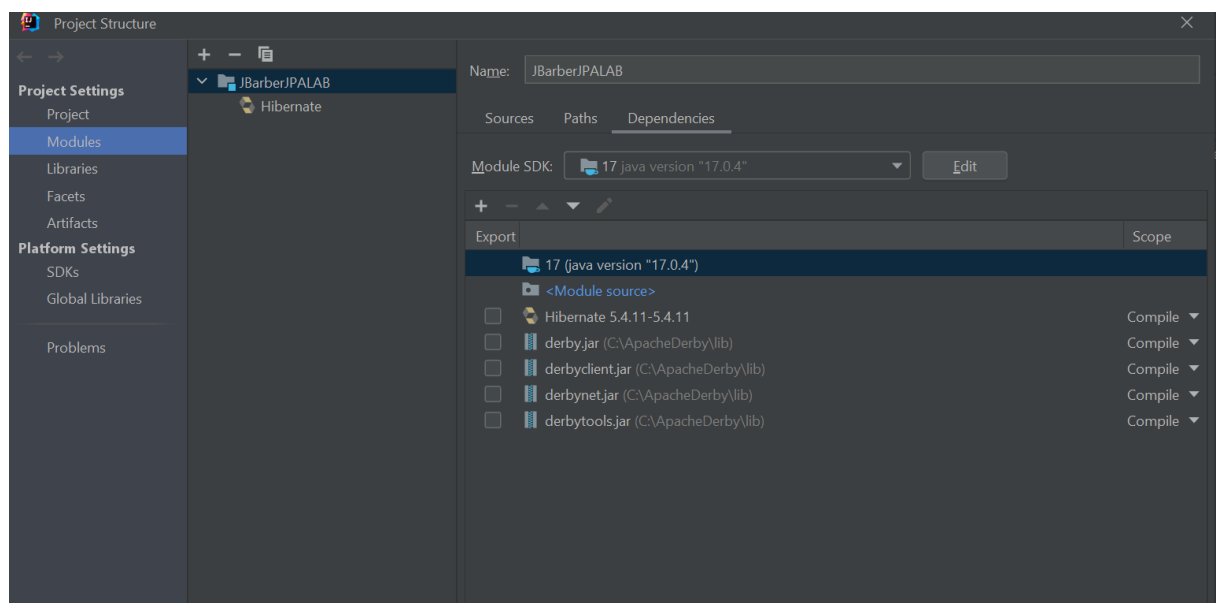 Project Structure
Project Settings
Project
Modules
Libraries
Facets
Artifacts
Platform Settings
SDKs
Global Libraries
Problems
JBarberJPALAB
Hibernate
Name: JBarberJPALAB
Sources Paths Dependencies
Module SDK: 17 java version "17.0.4" Edit
Export Scope
17 (java version "17.0.4")
<Module source>
Hibernate 5.4.11-5.4.11 Compile
derby.jar (C:\ApacheDerby\lib) Compile
derbyclient.jar (C:\ApacheDerby\lib) Compile
derbynet.jar (C:\ApacheDerby\lib) Compile
derbytools.jar (C:\ApacheDerby\lib) Compile